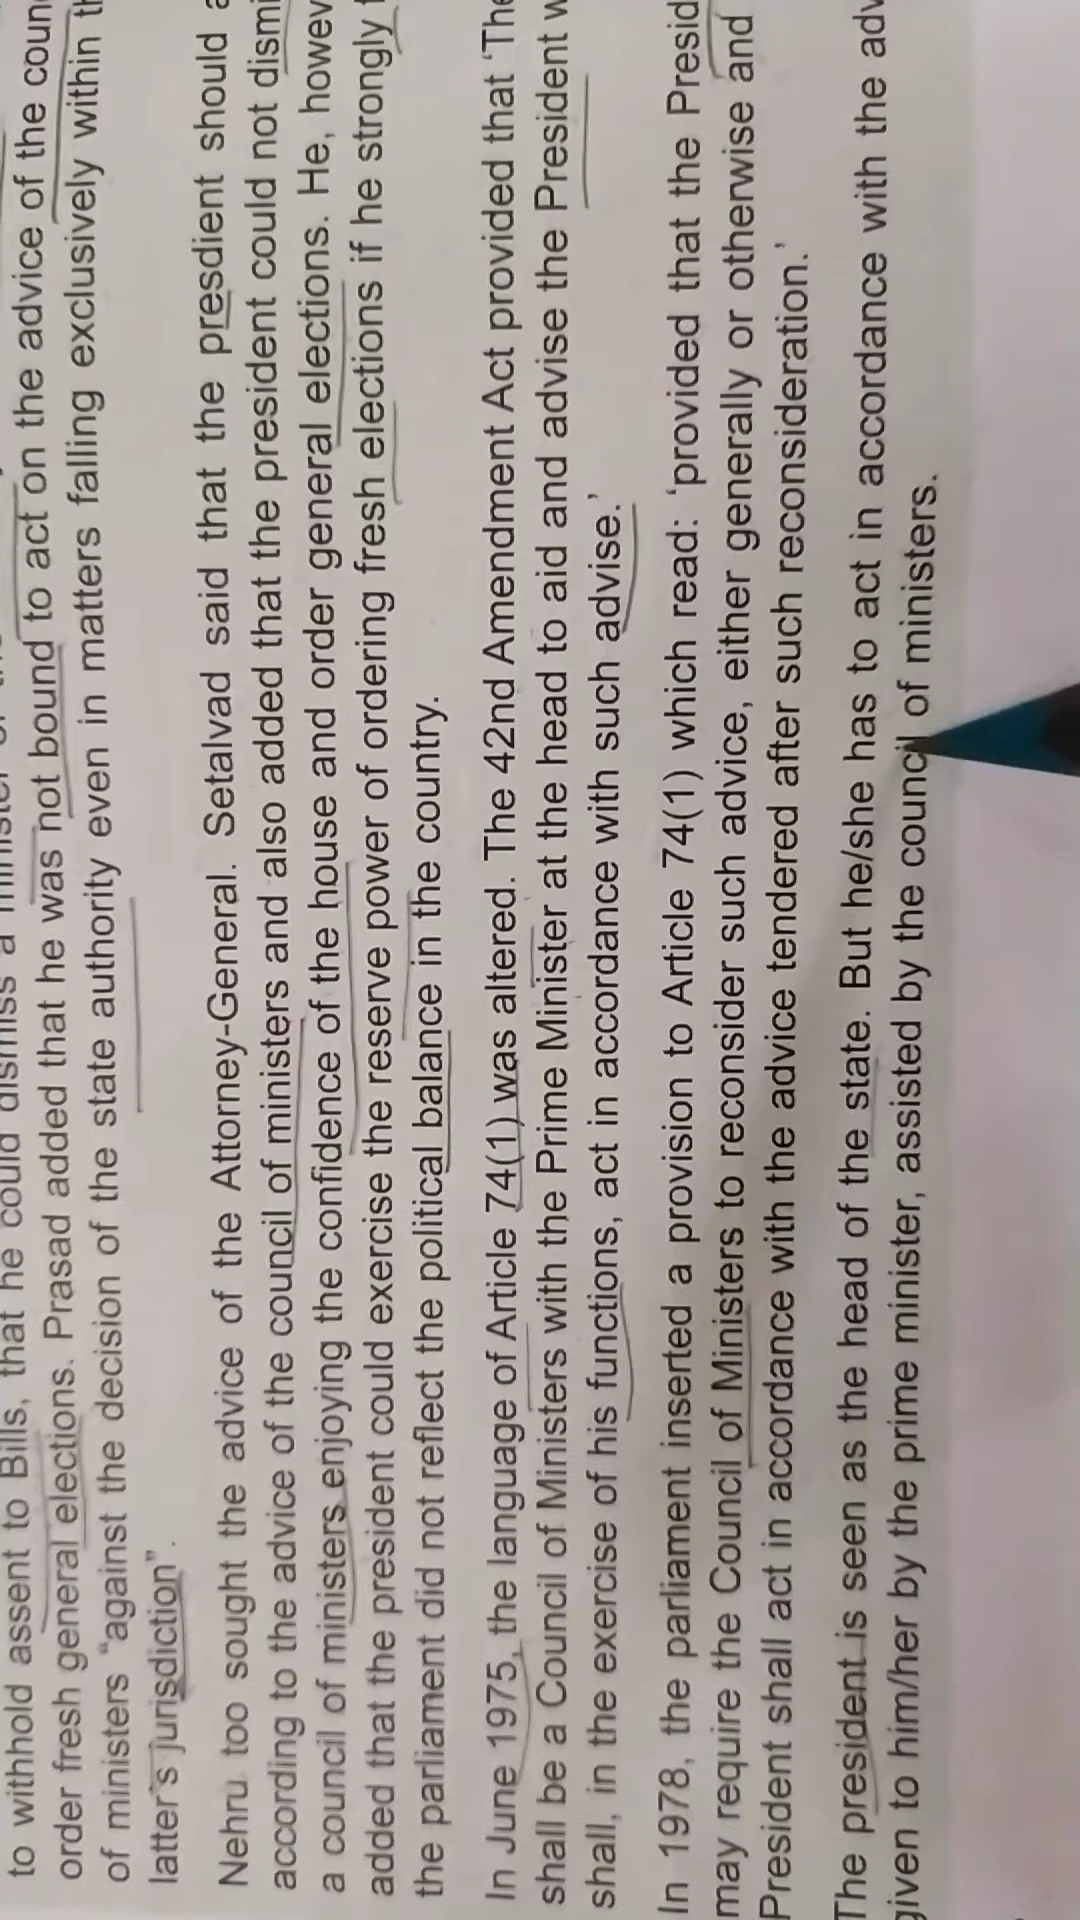 to withhold assent to Bills, that he could dismiss a
order fresh general elections. Prasad added that he was not bound to act on the advice of the coun
of ministers "against the decision of the state authority even in matters falling exclusively within th
latter's jurisdiction".
Nehru too sought the advice of the Attorney-General. Setalvad said that the presdient should a
according to the advice of the council of ministers and also added that the president could not dismi
a council of ministers enjoying the confidence of the house and order general elections. He, howev
added that the president could exercise the reserve power of ordering fresh elections if he strongly f
the parliament did not reflect the political balance in the country.
In June 1975, the language of Article 74(1) was altered. The 42nd Amendment Act provided that 'The
shall be a Council of Ministers with the Prime Minister at the head to aid and advise the President w
shall, in the exercise of his functions, act in accordance with such advise.'
In 1978, the parliament inserted a provision to Article 74(1) which read: 'provided that the Presid
may require the Council of Ministers to reconsider such advice, either generally or otherwise and
President shall act in accordance with the advice tendered after such reconsideration.'
The president is seen as the head of the state. But he/she has to act in accordance with the adv
given to him/her by the prime minister, assisted by the council of ministers.